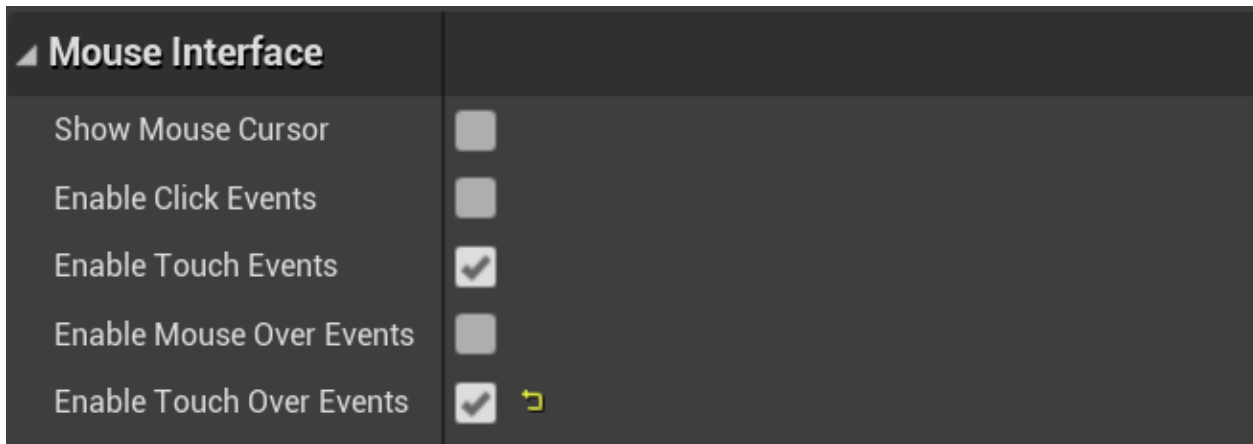 Mouse Interface
Show Mouse Cursor
Enable Click Events
Enable Touch Events
Enable Mouse Over Events
Enable Touch Over Events